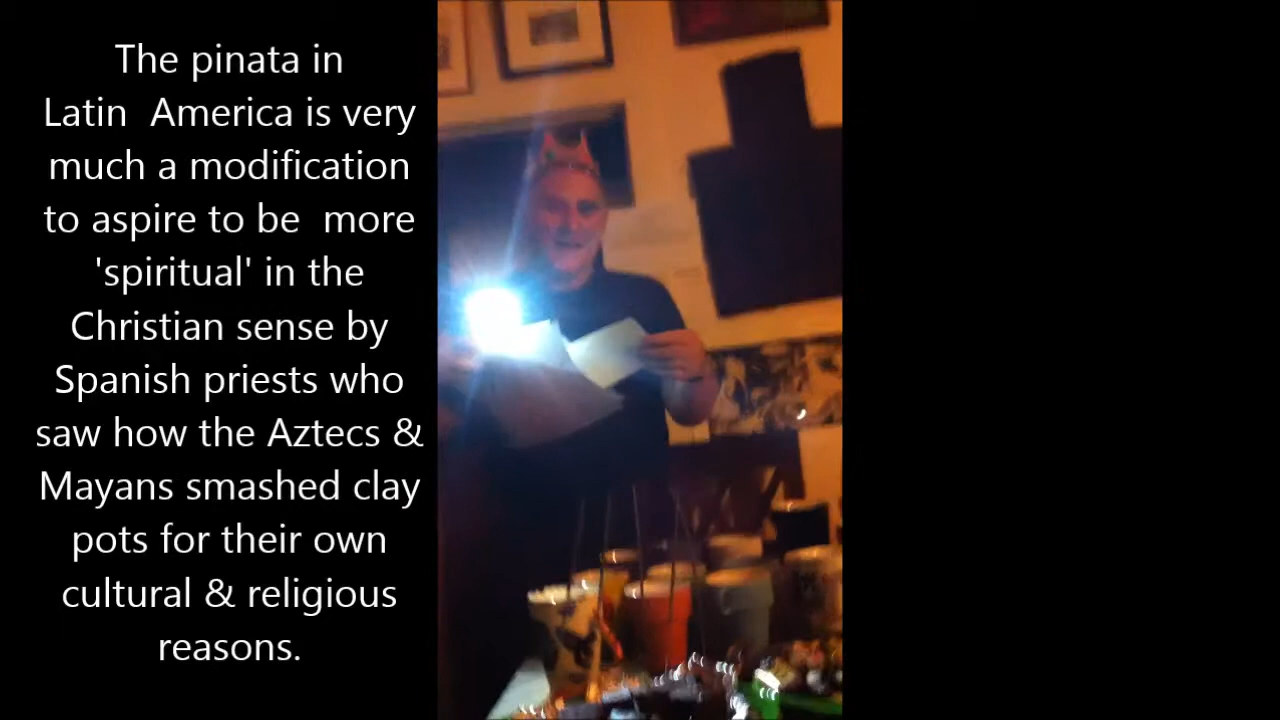 The pinata in
Latin  America is very
much a modification
to aspire to be  more
'spiritual' in the
Christian sense by
Spanish priests who
saw how the Aztecs &
Mayans smashed clay
pots for their own
cultural & religious
reasons.